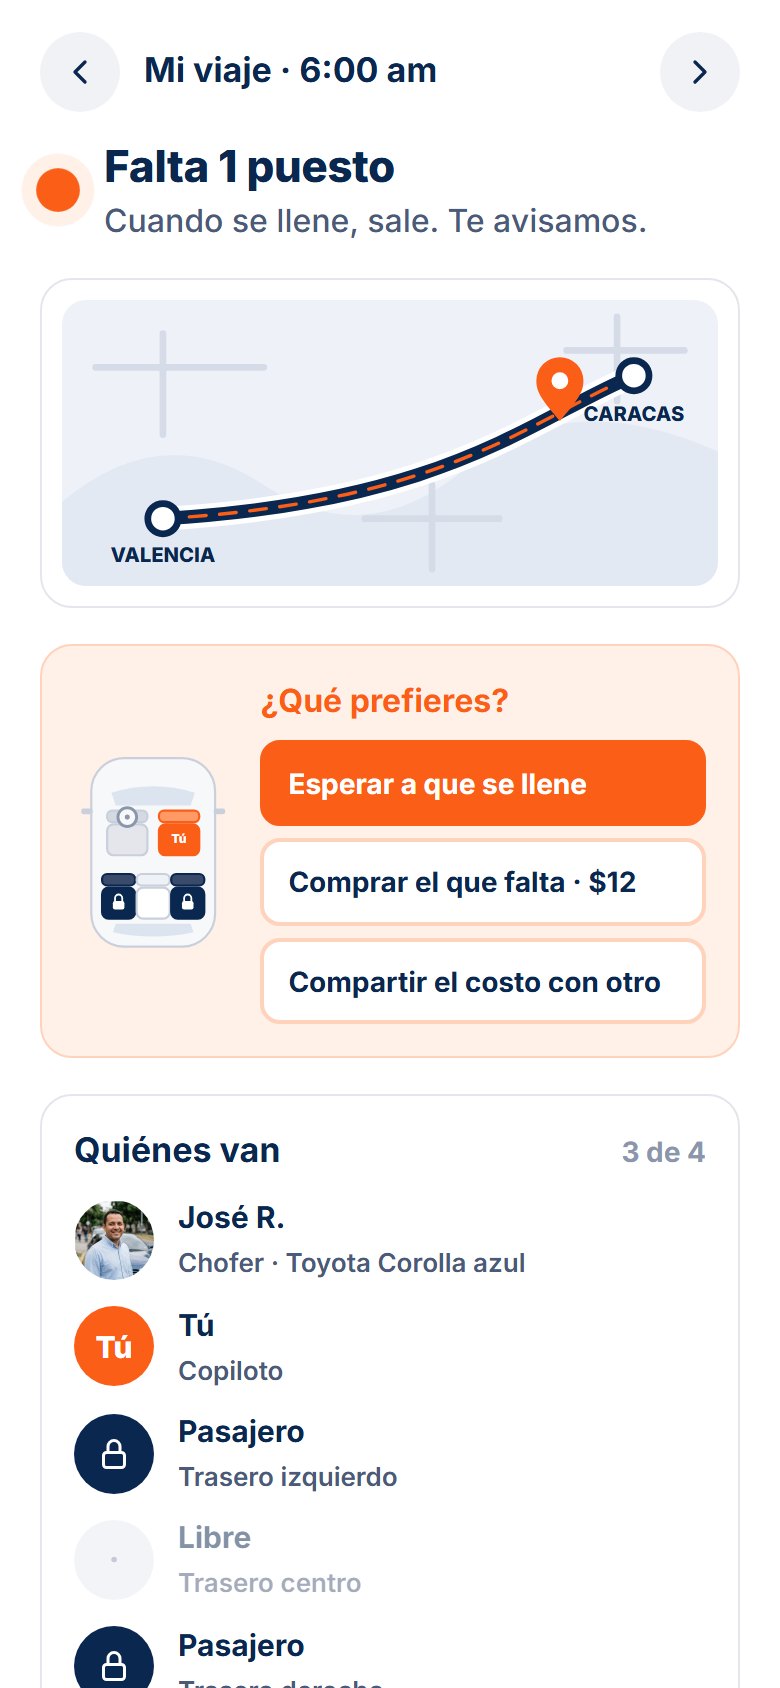 Mi viaje · 6:00 am
Falta 1 puesto
Cuando se llene, sale. Te avisamos.
CARACAS
VALENCIA
¿Qué prefieres?
Esperar a que se llene
Tú
Comprar el que falta · $12
Compartir el costo con otro
Quiénes van
3 de 4
José R.
Chofer · Toyota Corolla azul
Tú
Tú
Copiloto
Pasajero
Trasero izquierdo
Libre
Trasero centro
Pasajero
Trasero derecho